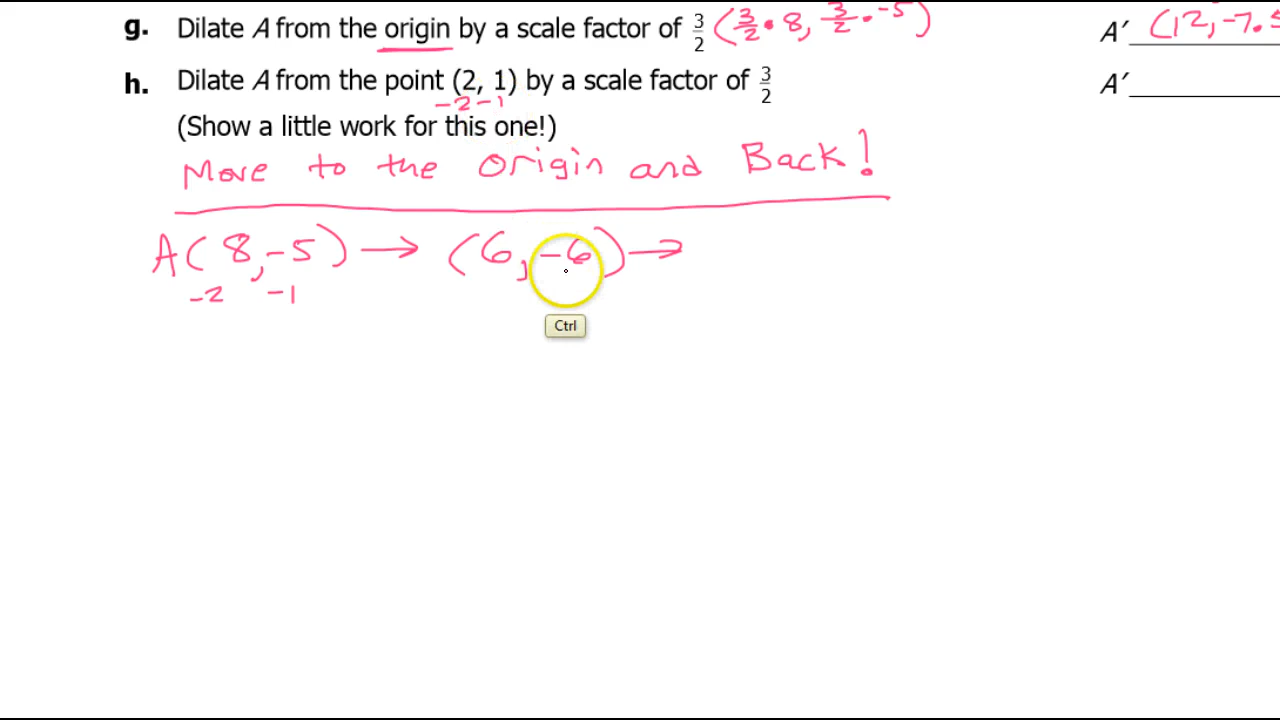 g. Dilate A from the origin by a scale factor of 3/2 (3/2 • 8, 3/2 • -5) A′ (12, -7.5
h. Dilate A from the point (2, 1) by a scale factor of 3/2 A′
-2 -1
(Show a little work for this one!)
Move to the Origin and Back!
A(8, -5) → (6, -6) →
-2 -1
Ctrl